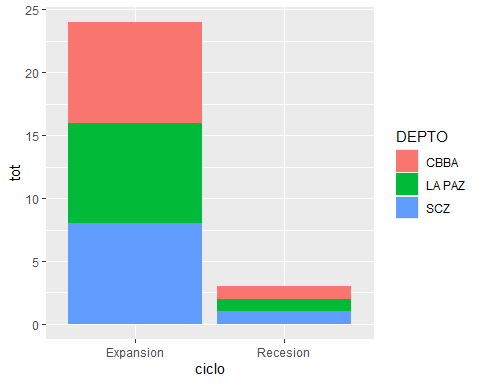 25
20
15
10
5
0
tot
Expansion
Recesion
ciclo
DEPTO
CBBA
LA PAZ
SCZ